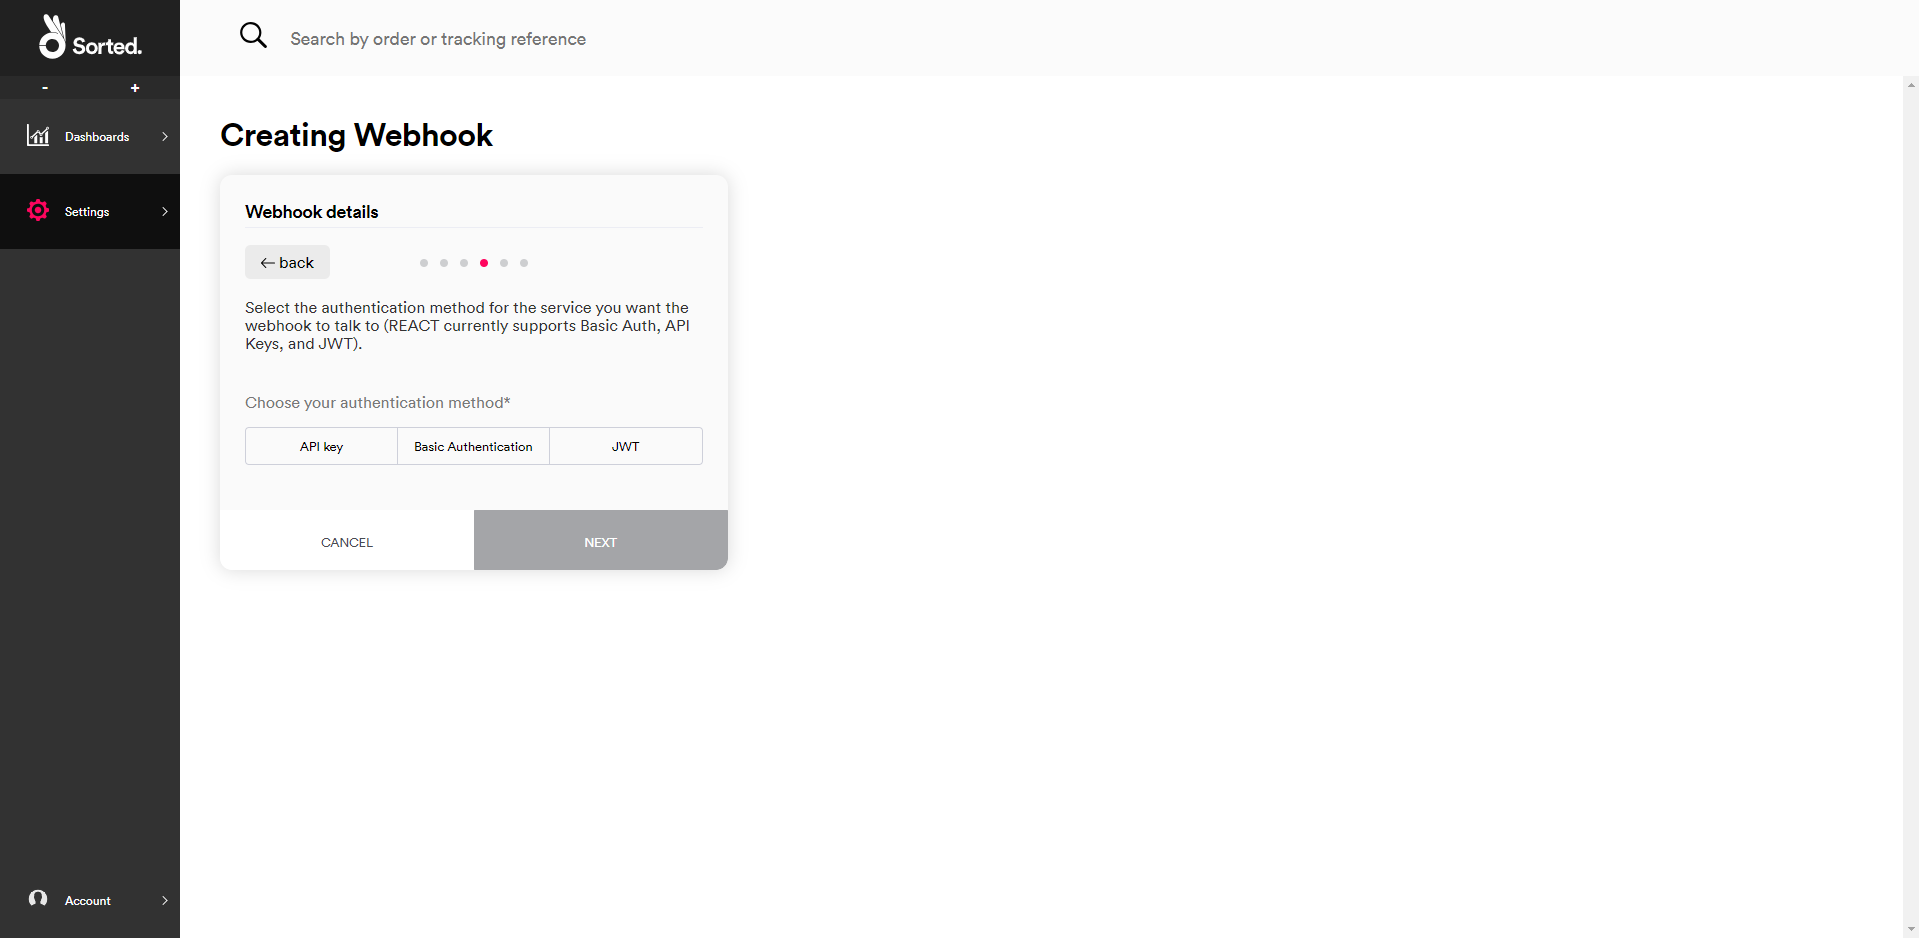 Sorted.
Search by order or tracking reference
- +
Dashboards
Settings
Creating Webhook
Webhook details
← back
Select the authentication method for the service you want the
webhook to talk to (REACT currently supports Basic Auth, API
Keys, and JWT).
Choose your authentication method*
API key Basic Authentication JWT
CANCEL NEXT
Account